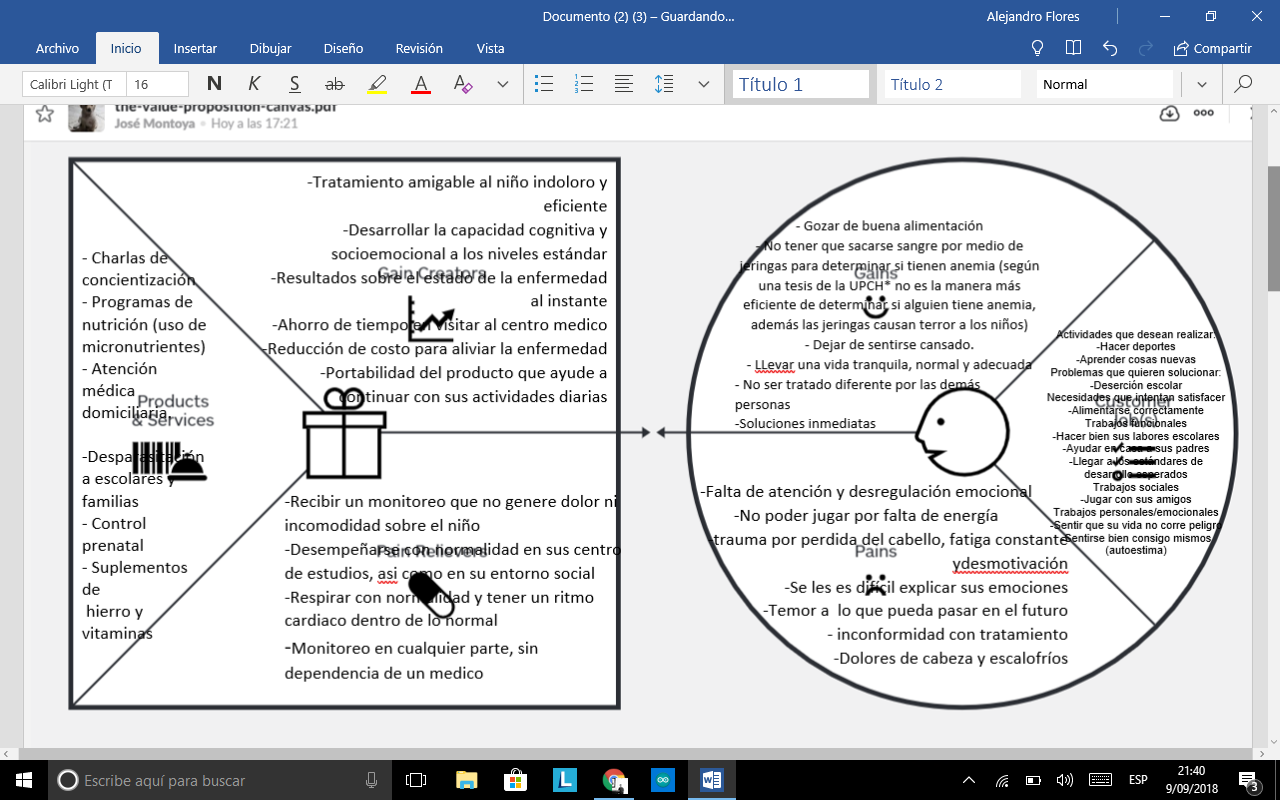 Documento (2) (3) – Guardando...
Alejandro Flores
Archivo
Inicio
Insertar
Dibujar
Diseño
Revisión
Vista
Compartir
Calibri Light (T
16
N
K
S
ab
A
A
Título 1
Título 2
Normal
the-value-proposition-canvas.pdf
José Montoya • Hoy a las 17:21
-Tratamiento amigable al niño indoloro y
eficiente
-Desarrollar la capacidad cognitiva y
socioemocional a los niveles estándar
-Resultados sobre el estado de la enfermedad
al instante
-Ahorro de tiempo en visitar al centro medico
-Reducción de costo para aliviar la enfermedad
-Portabilidad del producto que ayude a
continuar con sus actividades diarias
Gain Creators
- Charlas de
concientización
- Programas de
nutrición (uso de
micronutrientes)
- Atención
médica
domiciliaria.
Products
& Services
-Desparasitación
a escolares y
familias
- Control
prenatal
- Suplementos
de
hierro y
vitaminas
-Recibir un monitoreo que no genere dolor ni
incomodidad sobre el niño
-Desempeñarse con normalidad en sus centro
de estudios, asi como en su entorno social
-Respirar con normalidad y tener un ritmo
cardiaco dentro de lo normal
-Monitoreo en cualquier parte, sin
dependencia de un medico
Pain Relievers
- Gozar de buena alimentación
- No tener que sacarse sangre por medio de
jeringas para determinar si tienen anemia (según
una tesis de la UPCH* no es la manera más
eficiente de determinar si alguien tiene anemia,
además las jeringas causan terror a los niños)
- Dejar de sentirse cansado.
- LLevar una vida tranquila, normal y adecuada
- No ser tratado diferente por las demás
personas
-Soluciones inmediatas
Gains
-Falta de atención y desregulación emocional
-No poder jugar por falta de energía
-trauma por perdida del cabello, fatiga constante
ydesmotivación
-Se les es difícil explicar sus emociones
-Temor a lo que pueda pasar en el futuro
- inconformidad con tratamiento
-Dolores de cabeza y escalofríos
Pains
Actividades que desean realizar:
-Hacer deportes
-Aprender cosas nuevas
Problemas que quieren solucionar:
-Deserción escolar
Necesidades que intentan satisfacer
-Alimentarse correctamente
Trabajos funcionales
-Hacer bien sus labores escolares
-Ayudar en casa a sus padres
-Llegar a los estándares de
desarrollo esperados
Trabajos sociales
-Jugar con sus amigos
Trabajos personales/emocionales
-Sentir que su vida no corre peligro
-Sentirse bien consigo mismos
(autoestima)
Customer
Job(s)
Escribe aquí para buscar
L
ESP
21:40
9/09/2018
3